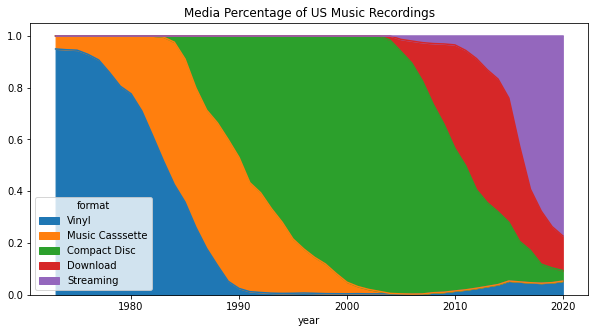 Media Percentage of US Music Recordings
1.0
0.8
0.6
0.4
0.2
0.0
format
Vinyl
Music Casssette
Compact Disc
Download
Streaming
1980
1990
2000
2010
2020
year